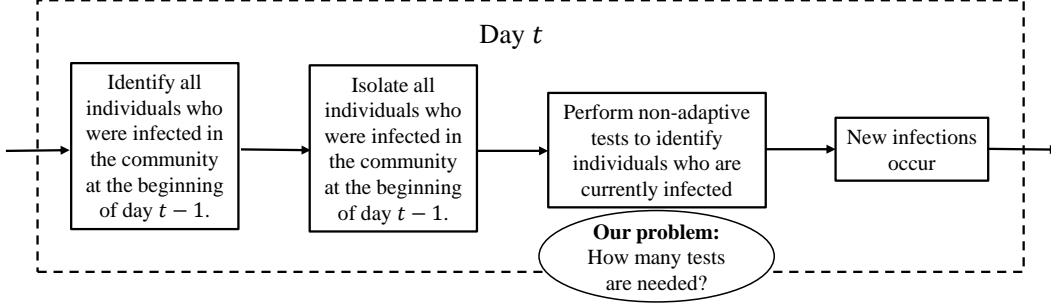 Day t
Identify all
individuals who
were infected in
the community
at the beginning
of day t − 1.
Isolate all
individuals who
were infected in
the community
at the beginning
of day t − 1.
Perform non-adaptive
tests to identify
individuals who are
currently infected
New infections
occur
Our problem:
How many tests
are needed?